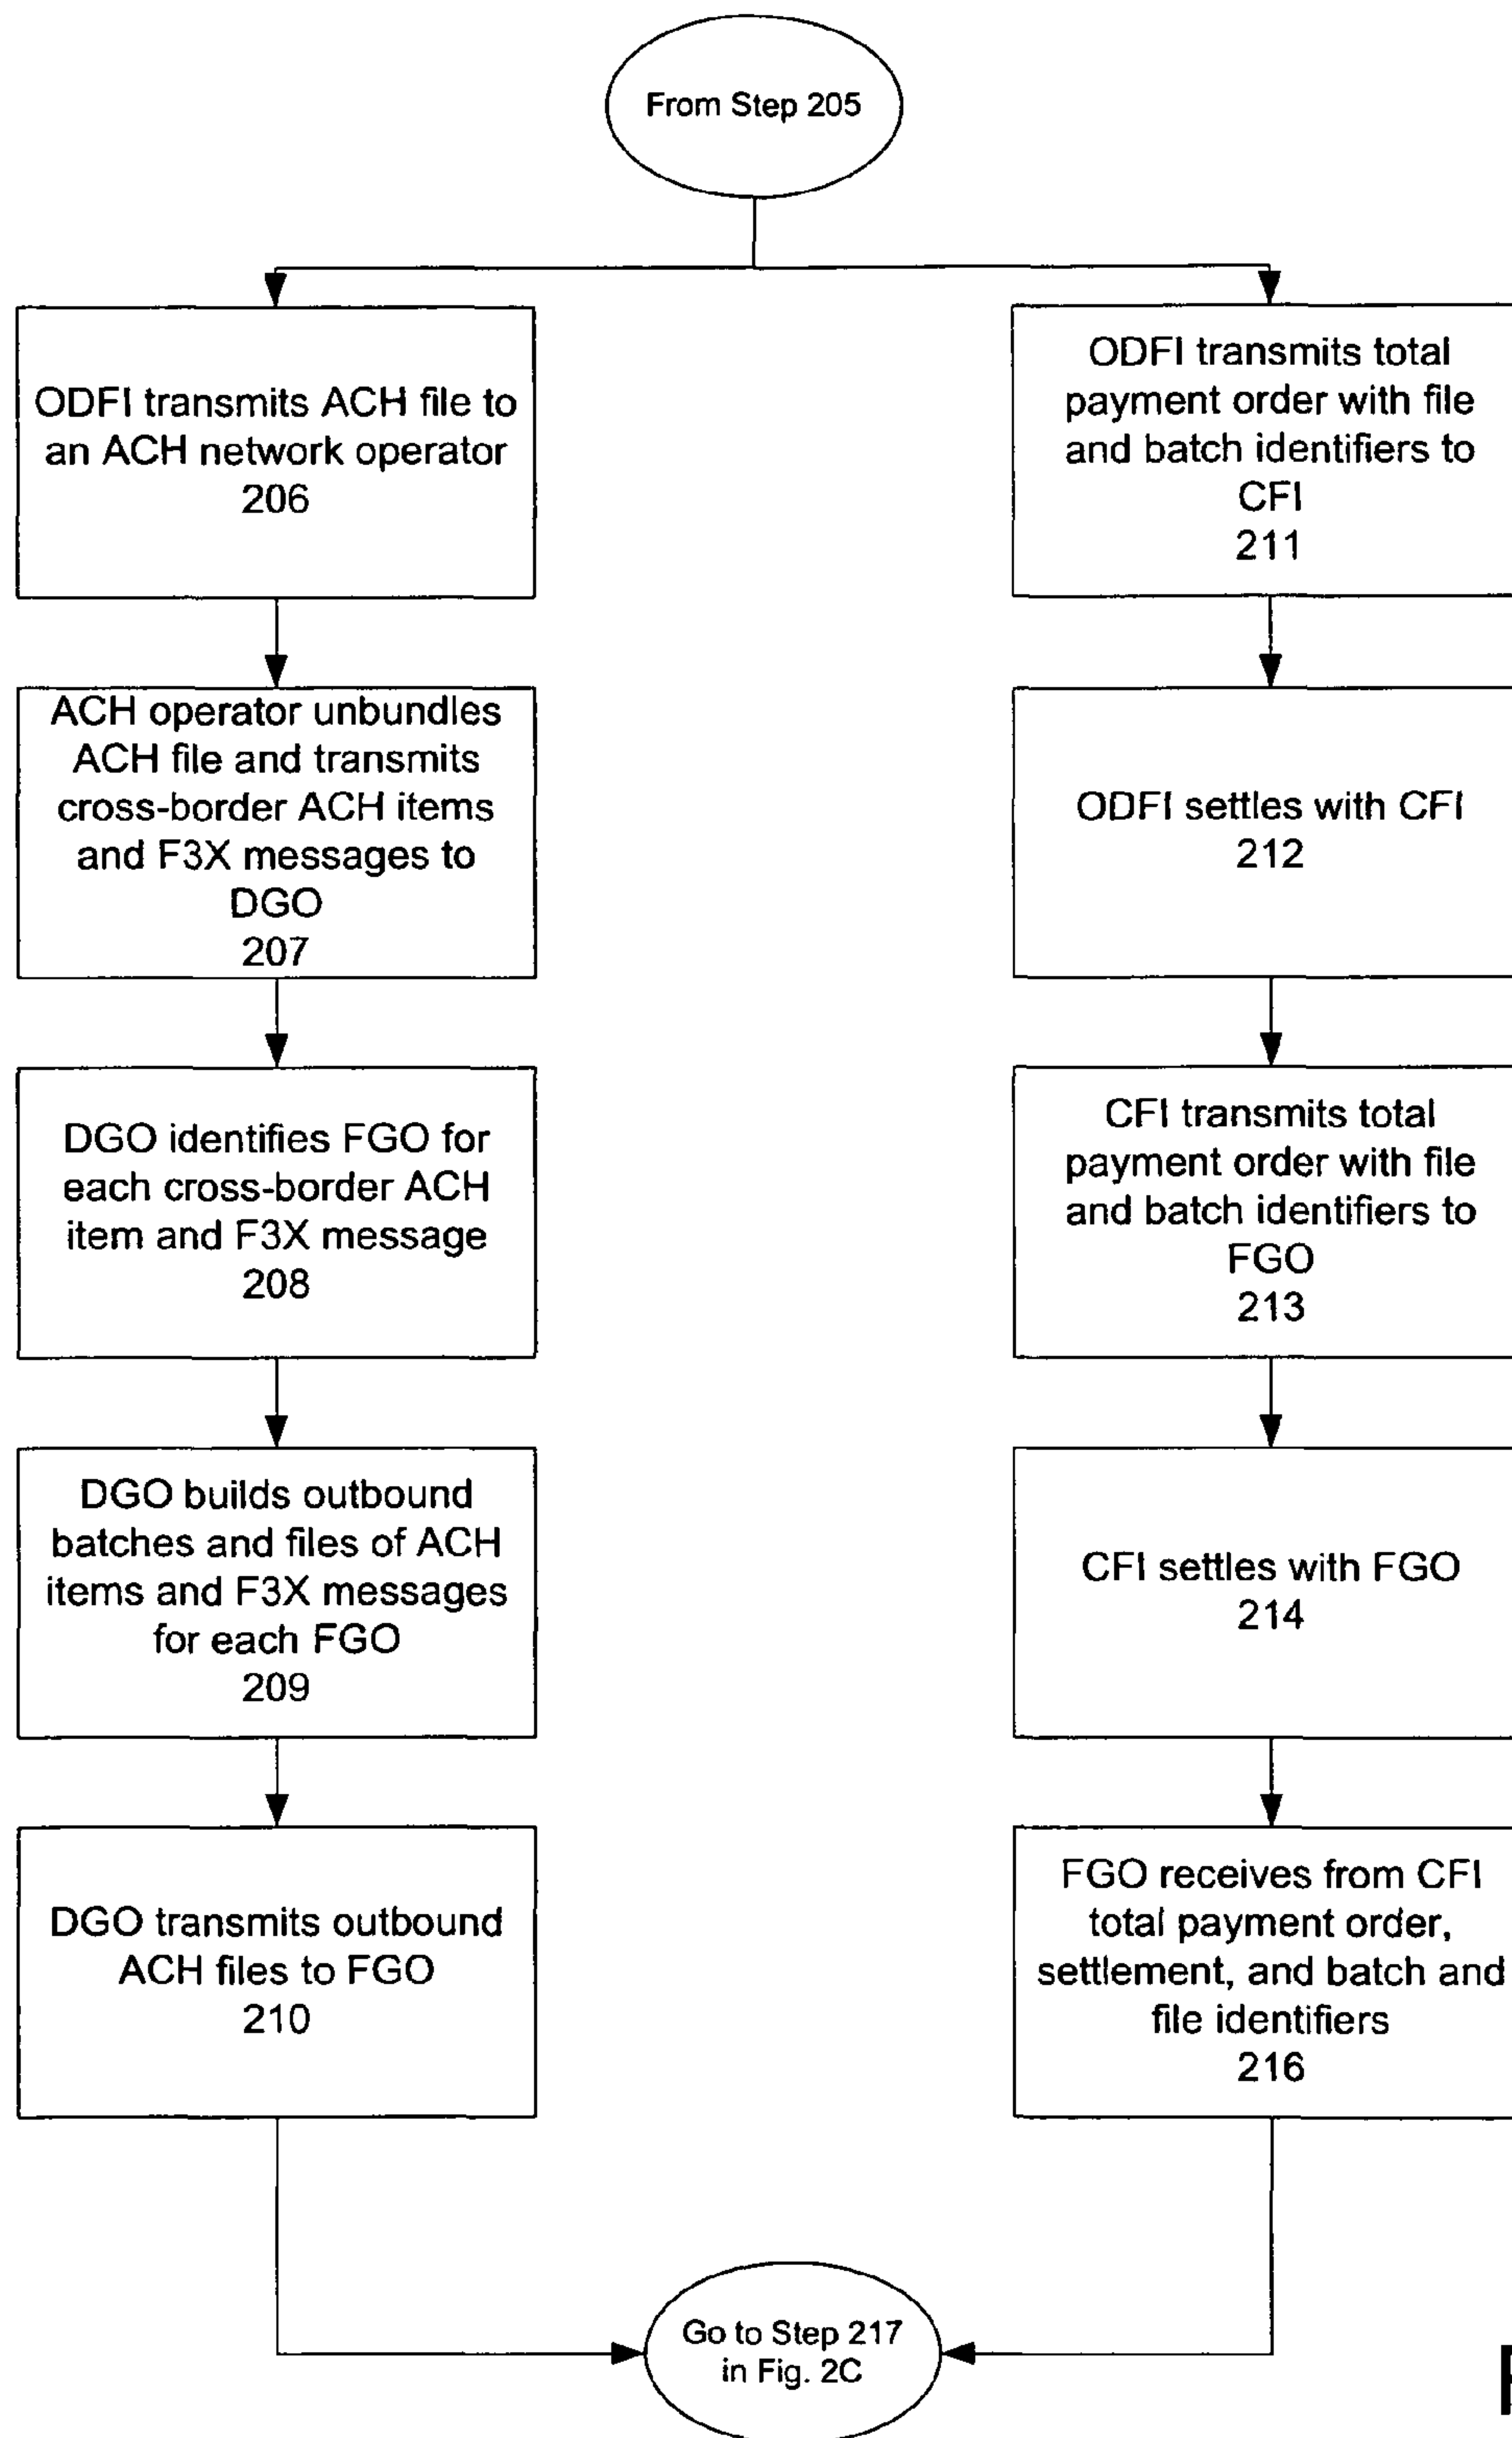 From Step 205
ODFI transmits ACH file to
an ACH network operator
206
ACH operator unbundles
ACH file and transmits
cross-border ACH items
and F3X messages to
DGO
207
DGO identifies FGO for
each cross-border ACH
item and F3X message
208
DGO builds outbound
batches and files of ACH
items and F3X messages
for each FGO
209
DGO transmits outbound
ACH files to FGO
210
ODFI transmits total
payment order with file
and batch identifiers to
CFI
211
ODFI settles with CFI
212
CFI transmits total
payment order with file
and batch identifiers to
FGO
213
CFI settles with FGO
214
FGO receives from CFI
total payment order,
settlement, and batch and
file identifiers
216
Go to Step 217
in Fig. 2C